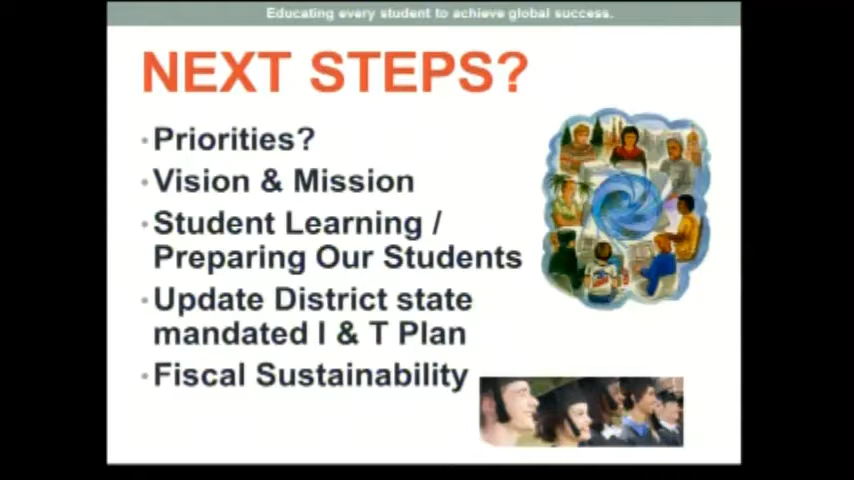 Educating every student to achieve global success.
NEXT STEPS?
Priorities?
Vision & Mission
Student Learning /
Preparing Our Students
Update District state
mandated I & T Plan
Fiscal Sustainability